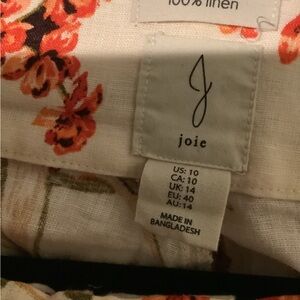 100% linen
J
joie
US: 10
CA: 10
UK: 14
EU: 40
AU: 14
MADE IN
BANGLADESH